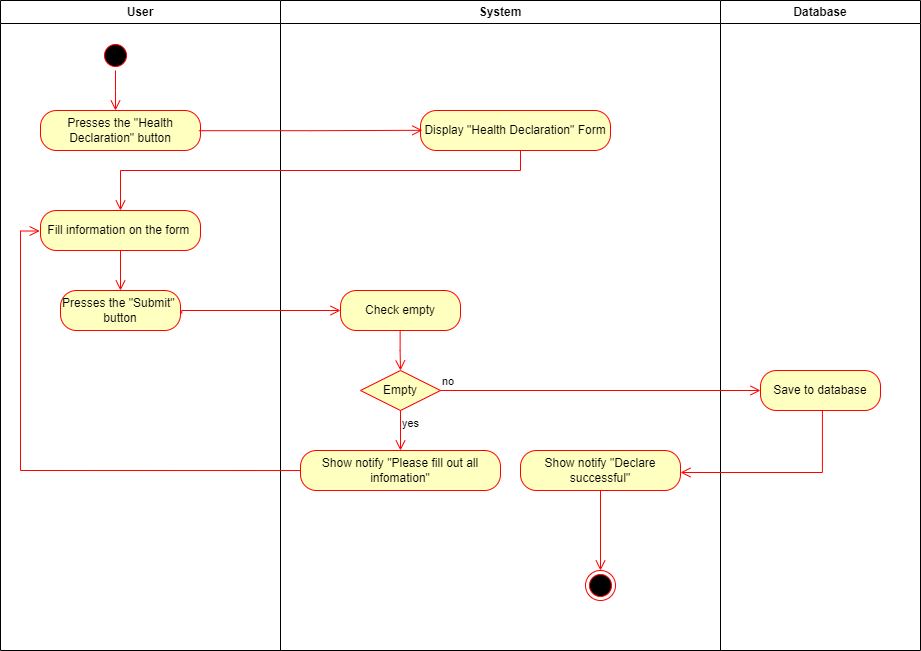 User
System
Database
Presses the "Health
Declaration" button
Display "Health Declaration" Form
Fill information on the form
Presses the "Submit"
button
Check empty
Empty
no
Save to database
yes
Show notify "Please fill out all
infomation"
Show notify "Declare
successful"